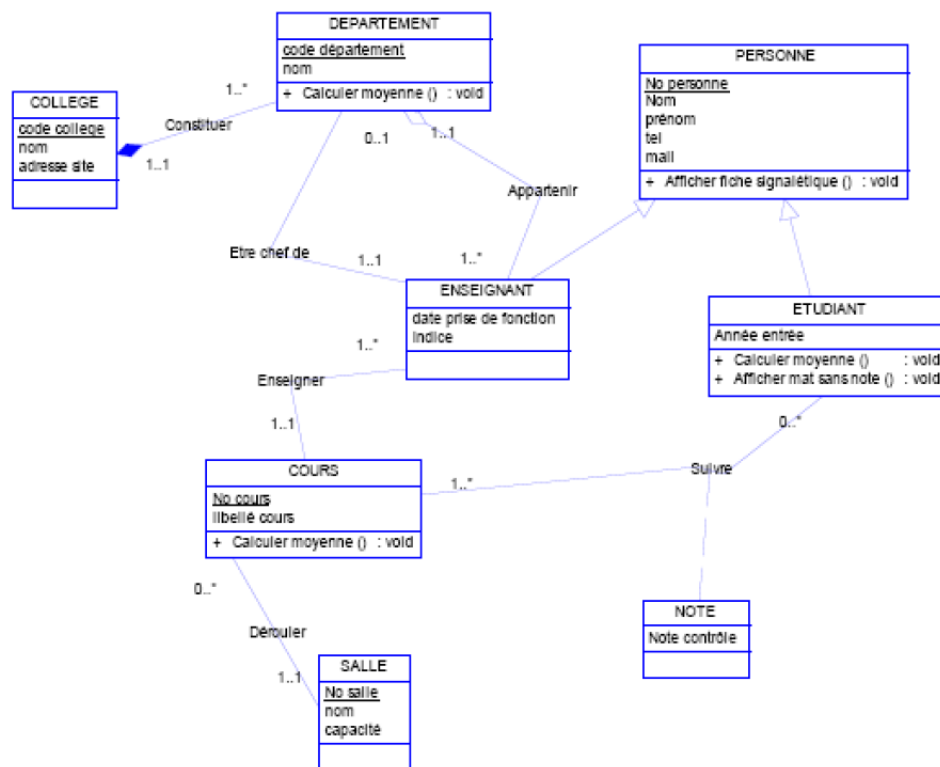 DEPARTEMENT
code département
nom
+ Calculer moyenne () : void
PERSONNE
No personne
Nom
prénom
tel
mail
+ Afficher fiche signalétique () : void
COLLEGE
code college
nom
adresse site
1..*
Constituer
1..1
0..1
1..1
Appartenir
Etre chef de
1..1
1..*
ENSEIGNANT
date prise de fonction
Indice
ETUDIANT
Année entrée
+ Calculer moyenne () : void
+ Afficher mat sans note () : void
1..*
Enseigner
1..1
0..*
Suivre
1..*
COURS
No cours
libellé cours
+ Calculer moyenne () : void
0..*
Dérouler
1..1
NOTE
Note contrôle
SALLE
No salle
nom
capacité